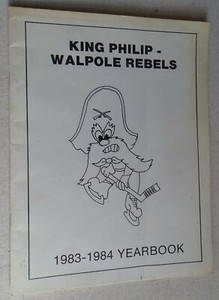 KING PHILIP -
WALPOLE REBELS
1983-1984 YEARBOOK